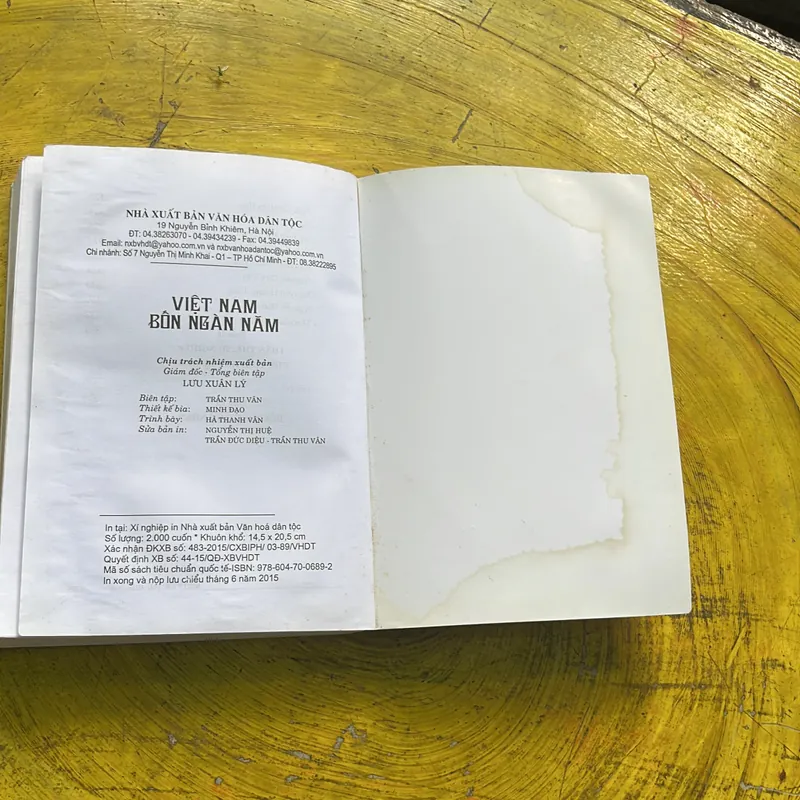 NHÀ XUẤT BẢN VĂN HÓA DÂN TỘC
19 Nguyễn Bỉnh Khiêm, Hà Nội
ĐT: 04.38263070 - 04.39434239 - Fax: 04.39449839
Email: nxbvhdt@yahoo.com.vn và nxbvanhoadantoc@yahoo.com.vn
Chi nhánh: Số 7 Nguyễn Thị Minh Khai - Q1 – TP Hồ Chí Minh - ĐT: 08.38222895
VIỆT NAM
BỐN NGÀN NĂM
Chịu trách nhiệm xuất bản
Giám đốc - Tổng biên tập
LƯU XUÂN LÝ
Biên tập: TRẦN THU VÂN
Thiết kế bìa: MINH ĐẠO
Trình bày: HÀ THANH VÂN
Sửa bản in: NGUYỄN THỊ HUỆ
TRẦN ĐỨC DIỆU - TRẦN THU VÂN
In tại: Xí nghiệp in Nhà xuất bản Văn hoá dân tộc
Số lượng: 2.000 cuốn * Khuôn khổ: 14,5 x 20,5 cm
Xác nhận ĐKXB số: 483-2015/CXBIPH/ 03-89/VHDT
Quyết định XB số: 44-15/QĐ-XBVHDT
Mã số sách tiêu chuẩn quốc tế-ISBN: 978-604-70-0689-2
In xong và nộp lưu chiểu tháng 6 năm 2015